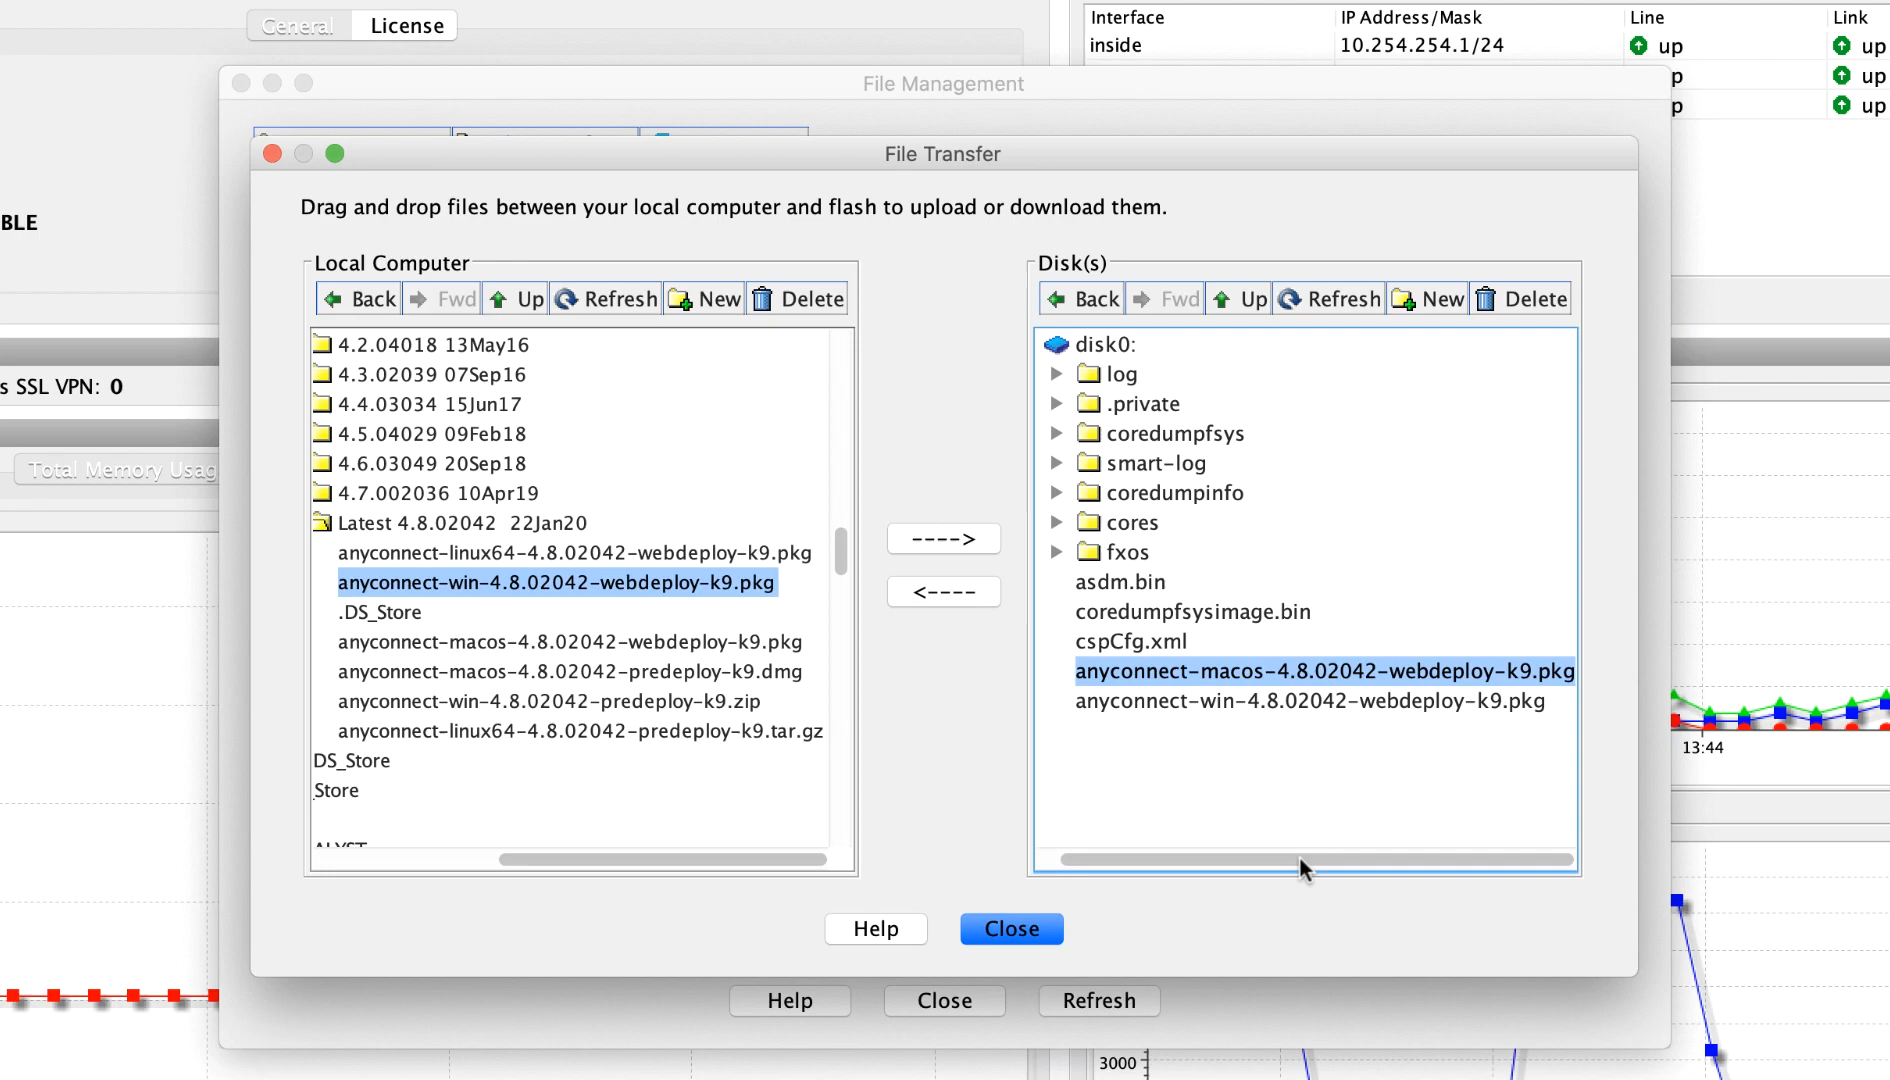 General License
Interface IP Address/Mask Line Link
inside 10.254.254.1/24 up up
p up
p up
File Management
File Transfer
Drag and drop files between your local computer and flash to upload or download them.
BLE
Local Computer
Back Fwd Up Refresh New Delete
4.2.04018 13May16
4.3.02039 07Sep16
4.4.03034 15Jun17
4.5.04029 09Feb18
4.6.03049 20Sep18
4.7.002036 10Apr19
Latest 4.8.02042 22Jan20
anyconnect-linux64-4.8.02042-webdeploy-k9.pkg
anyconnect-win-4.8.02042-webdeploy-k9.pkg
.DS_Store
anyconnect-macos-4.8.02042-webdeploy-k9.pkg
anyconnect-macos-4.8.02042-predeploy-k9.dmg
anyconnect-win-4.8.02042-predeploy-k9.zip
anyconnect-linux64-4.8.02042-predeploy-k9.tar.gz
DS_Store
Store
---->
<----
Disk(s)
Back Fwd Up Refresh New Delete
disk0:
log
.private
coredumpfsys
smart-log
coredumpinfo
cores
fxos
asdm.bin
coredumpfsysimage.bin
cspCfg.xml
anyconnect-macos-4.8.02042-webdeploy-k9.pkg
anyconnect-win-4.8.02042-webdeploy-k9.pkg
s SSL VPN: 0
Total Memory Usag
13:44
Help Close
Help Close Refresh
3000